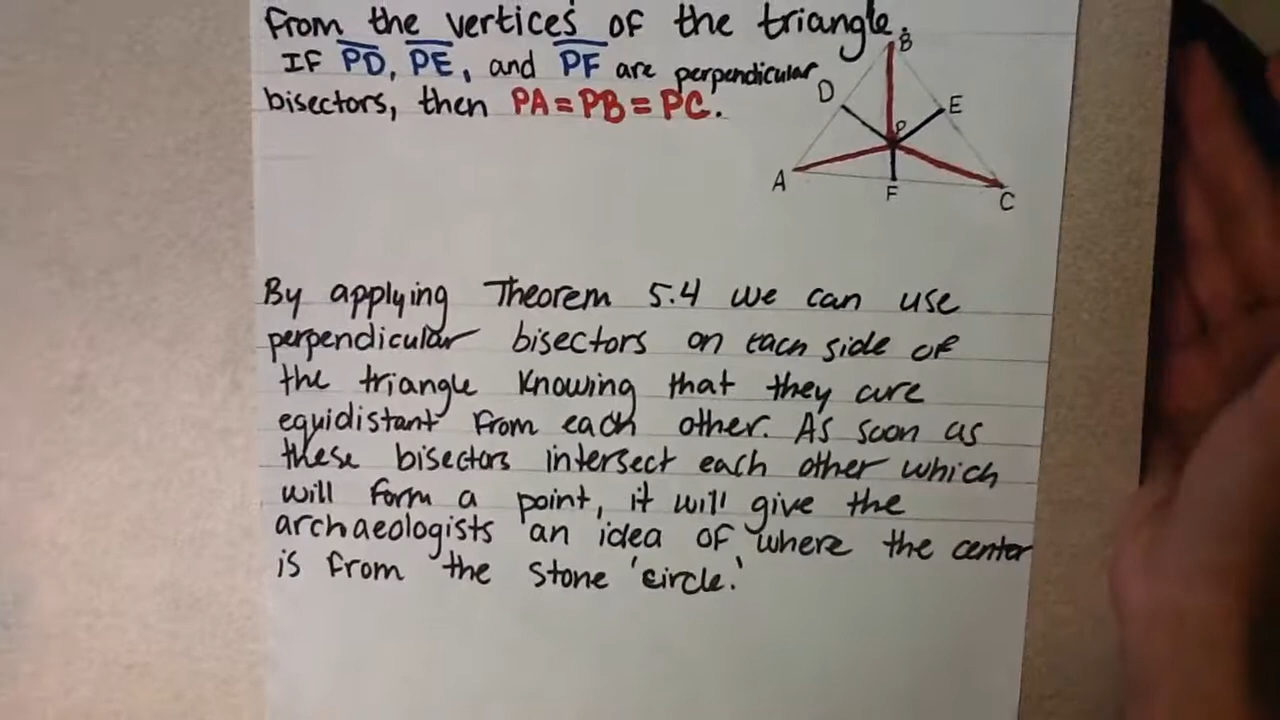 from the vertices of the triangle.
If PD, PE, and PF are perpendicular
bisectors, then PA = PB = PC.
B
D
E
P
A
F
C
By applying Theorem 5.4 we can use
perpendicular bisectors on each side of
the triangle knowing that they are
equidistant from each other. As soon as
these bisectors intersect each other which
will form a point, it will give the
archaeologists an idea of where the center
is from the stone 'circle.'